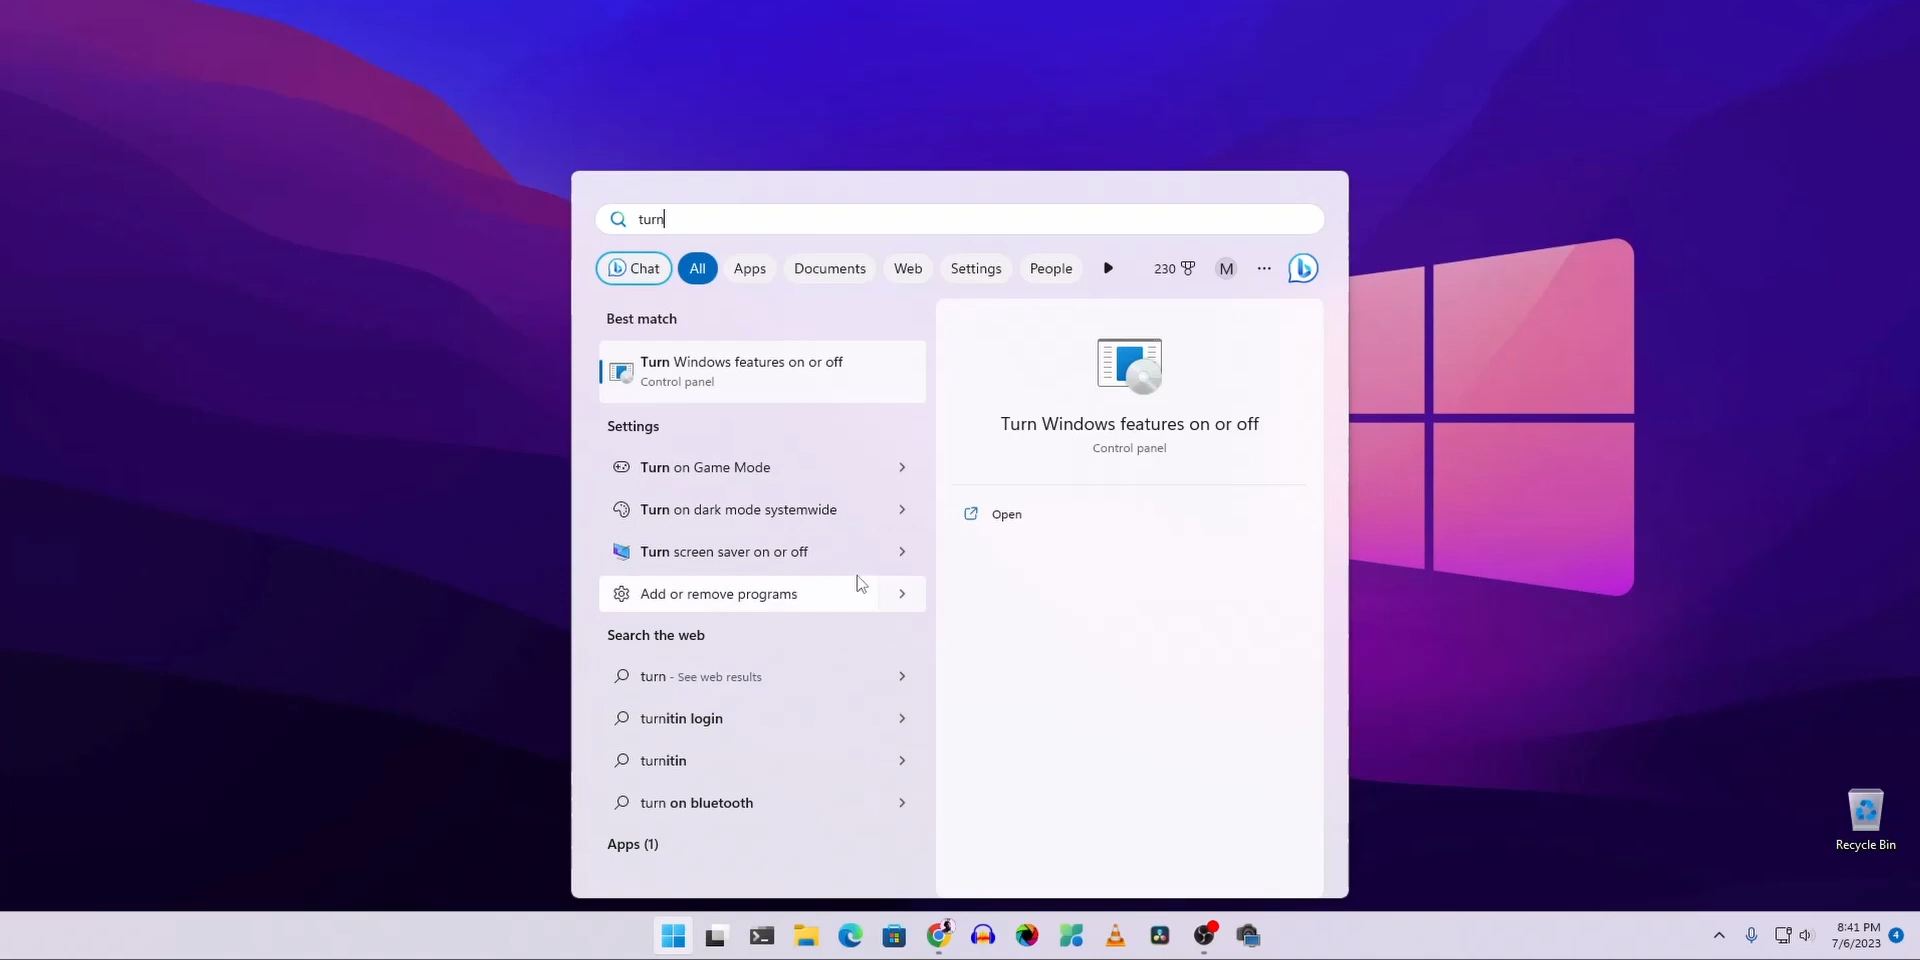 turn
Chat All Apps Documents Web Settings People 230 M ...
Best match
Turn Windows features on or off
Control panel
Settings
Turn on Game Mode
Turn on dark mode systemwide
Turn screen saver on or off
Add or remove programs
Search the web
turn - See web results
turnitin login
turnitin
turn on bluetooth
Apps (1)
Turn Windows features on or off
Control panel
Open
Recycle Bin
8:41 PM
7/6/2023
4